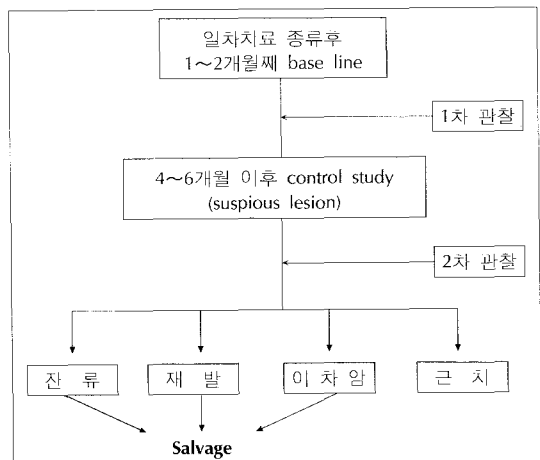 일차치료 종류후
1～2개월째 base line
1차 관찰
4～6개월 이후 control study
(suspious lesion)
2차 관찰
잔 류
재 발
이 차 암
근 치
Salvage